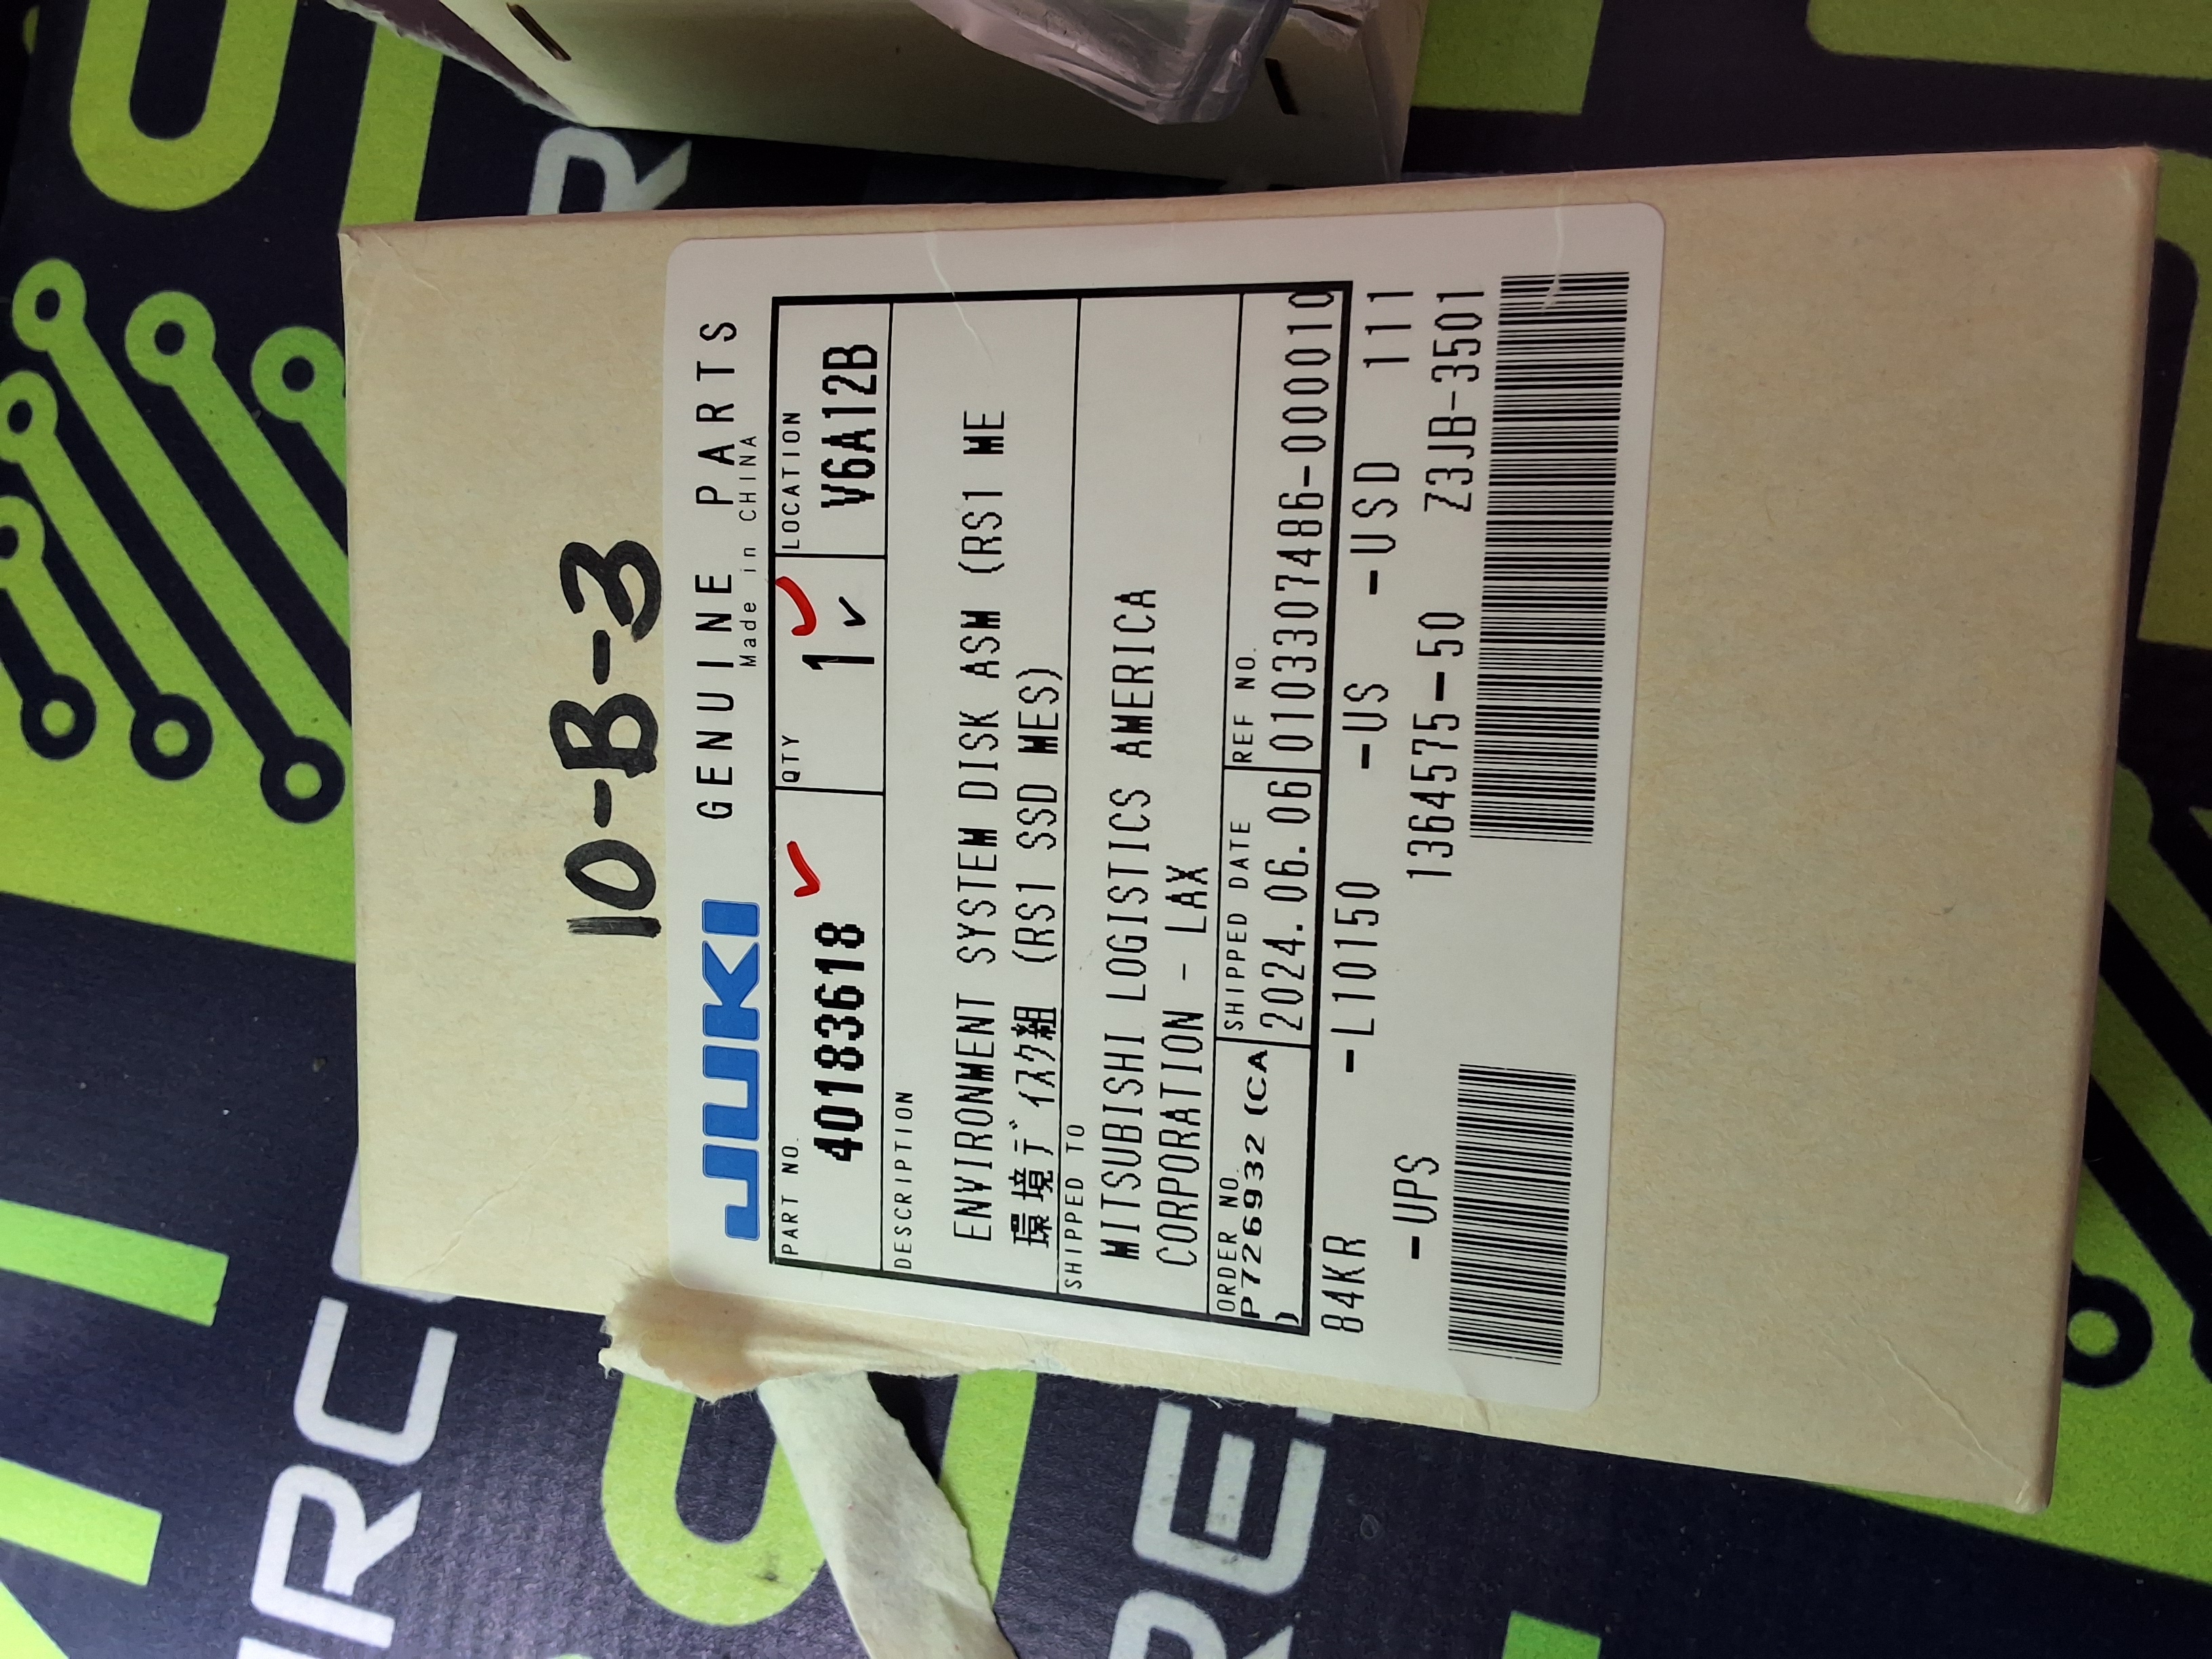 10-B-3
JUKI GENUINE PARTS
Made in CHINA
PART NO. QTY LOCATION
40183618 1 V6A12B
DESCRIPTION
ENVIRONMENT SYSTEM DISK ASM (RS1 ME
環境ディスク組 (RS1 SSD MES)
SHIPPED TO
MITSUBISHI LOGISTICS AMERICA
CORPORATION - LAX
ORDER NO. SHIPPED DATE REF NO.
P726932 (CA 2024.06.06 0103307486-000010
)
84KR -L10150 -US -USD 111
-UPS 1364575-50 Z3JB-3501